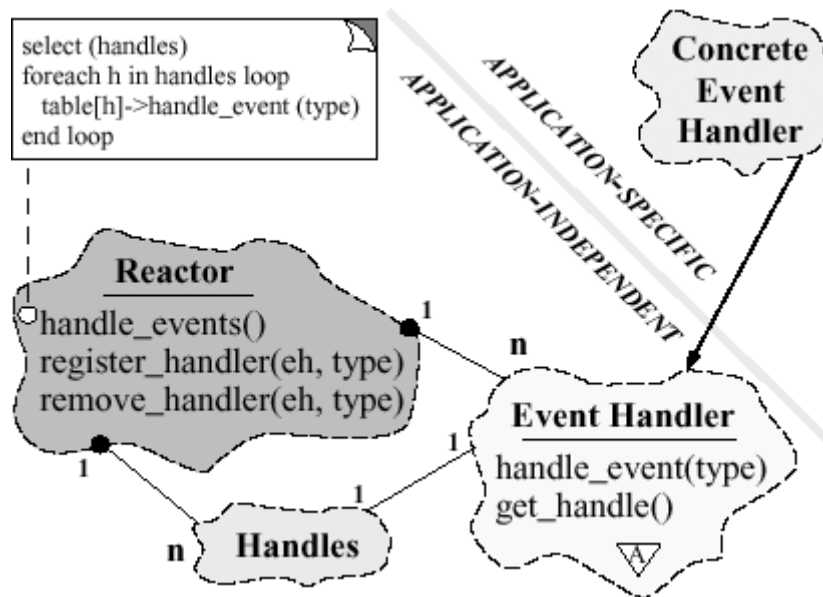 select (handles)
foreach h in handles loop
table[h]->handle_event (type)
end loop
APPLICATION-SPECIFIC
APPLICATION-INDEPENDENT
Concrete
Event
Handler
Reactor
handle_events()
register_handler(eh, type)
remove_handler(eh, type)
1
n
Event Handler
handle_event(type)
get_handle()
A
1
1
1
n
Handles